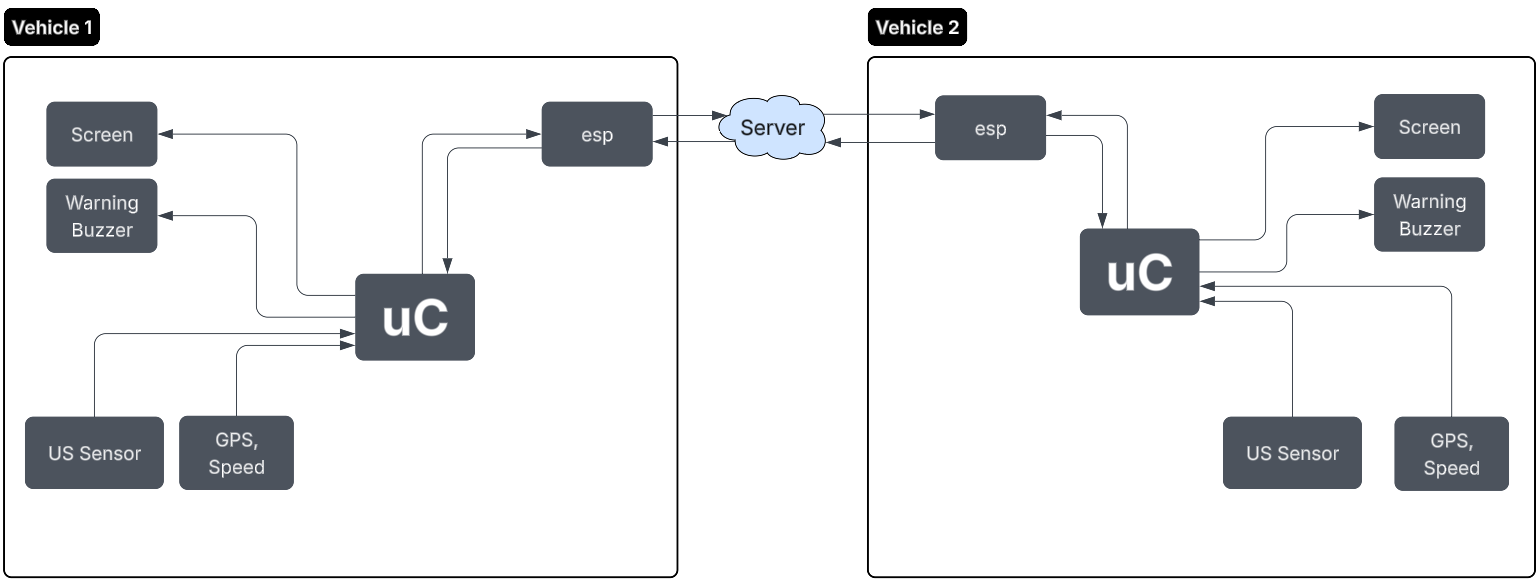 Vehicle 1
Screen
Warning
Buzzer
esp
uC
US Sensor
GPS,
Speed
Server
Vehicle 2
esp
Screen
Warning
Buzzer
uC
US Sensor
GPS,
Speed